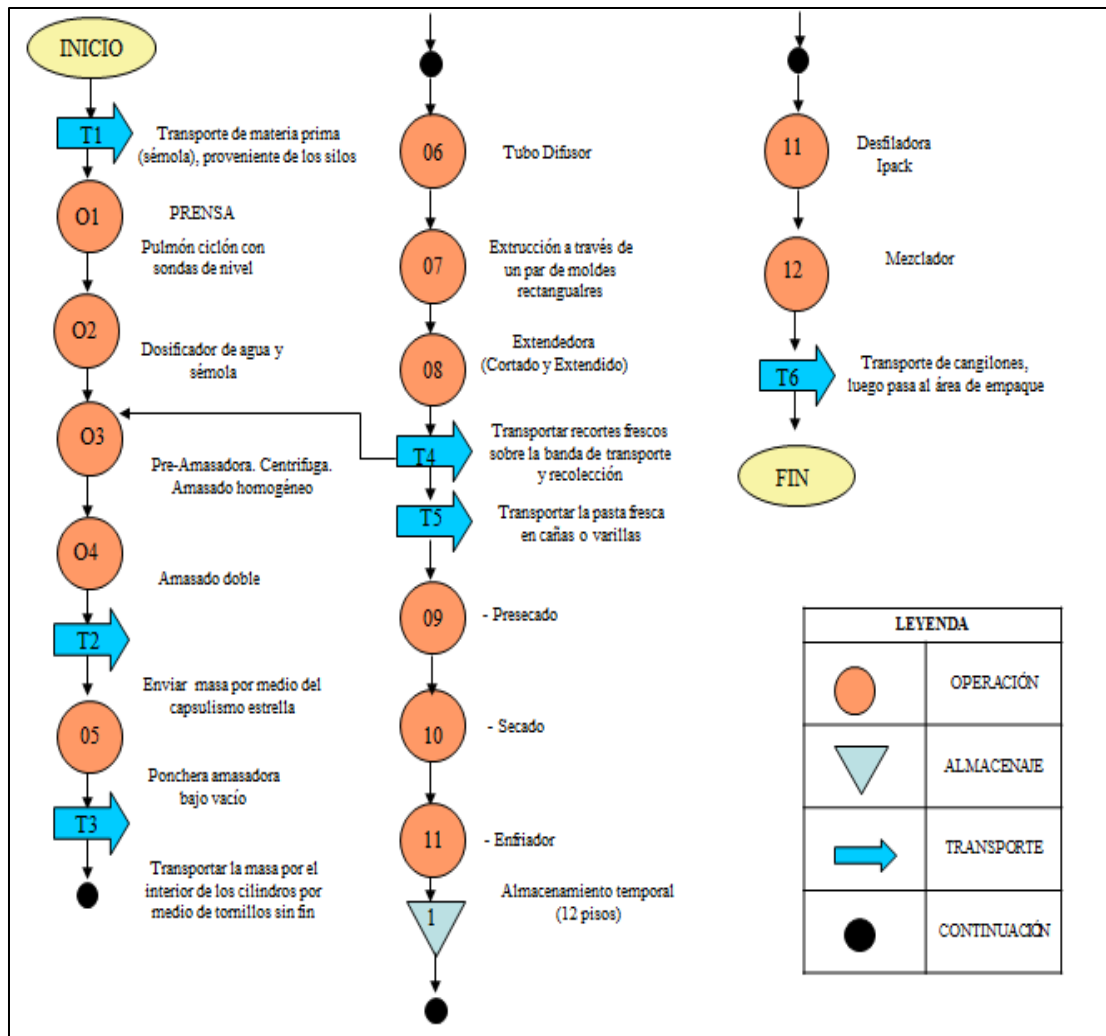 INICIO
T1
Transporte de materia prima
(sémola), proveniente de los silos
O1
PRENSA
Pulmón ciclón con
sondas de nivel
O2
Dosificador de agua y
sémola
O3
Pre-Amasadora. Centrifuga.
Amasado homogéneo
O4
Amasado doble
T2
Enviar masa por medio del
capsulismo estrella
05
Ponchera amasadora
bajo vacío
T3
Transportar la masa por el
interior de los cilindros por
medio de tornillos sin fin
06
Tubo Difusor
07
Extrucción a través de
un par de moldes
rectangualres
08
Extendedora
(Cortado y Extendido)
T4
Transportar recortes frescos
sobre la banda de transporte
y recolección
T5
Transportar la pasta fresca
en cañas o varillas
09
- Presecado
10
- Secado
11
- Enfriador
1
Almacenamiento temporal
(12 pisos)
11
Desfiladora
Ipack
12
Mezclador
T6
Transporte de cangilones,
luego pasa al área de empaque
FIN
LEYENDA
OPERACIÓN
ALMACENAJE
TRANSPORTE
CONTINUACIÓN